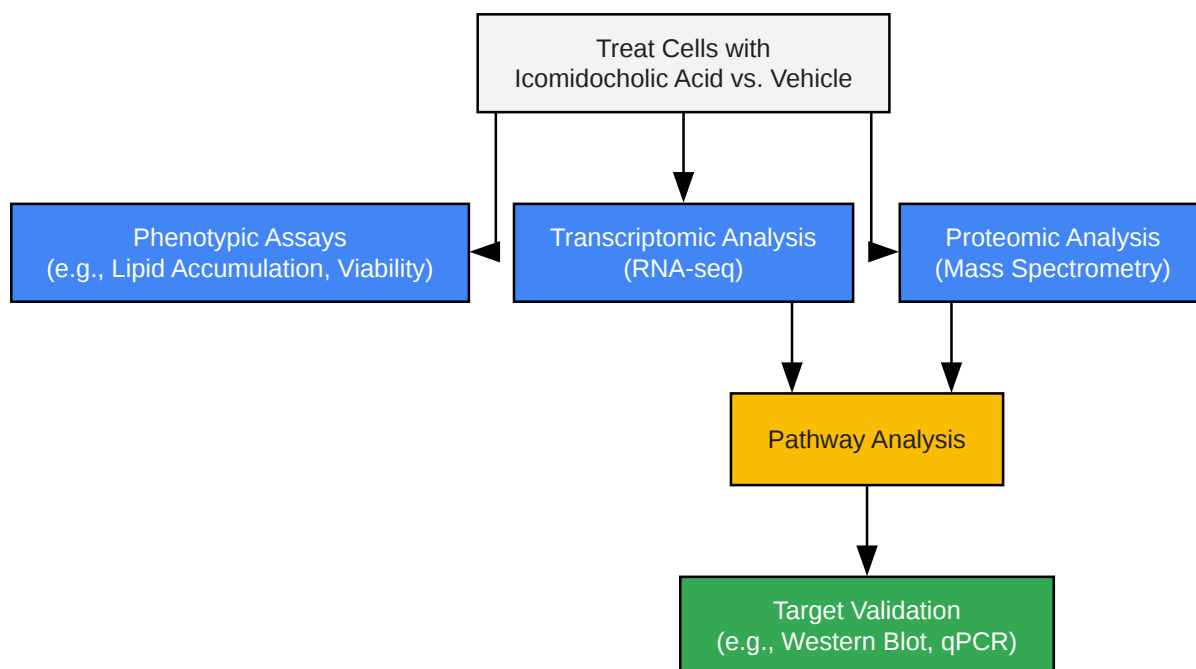 Treat Cells with
Icomidocholic Acid vs. Vehicle
Phenotypic Assays
(e.g., Lipid Accumulation, Viability)
Transcriptomic Analysis
(RNA-seq)
Proteomic Analysis
(Mass Spectrometry)
Pathway Analysis
Target Validation
(e.g., Western Blot, qPCR)